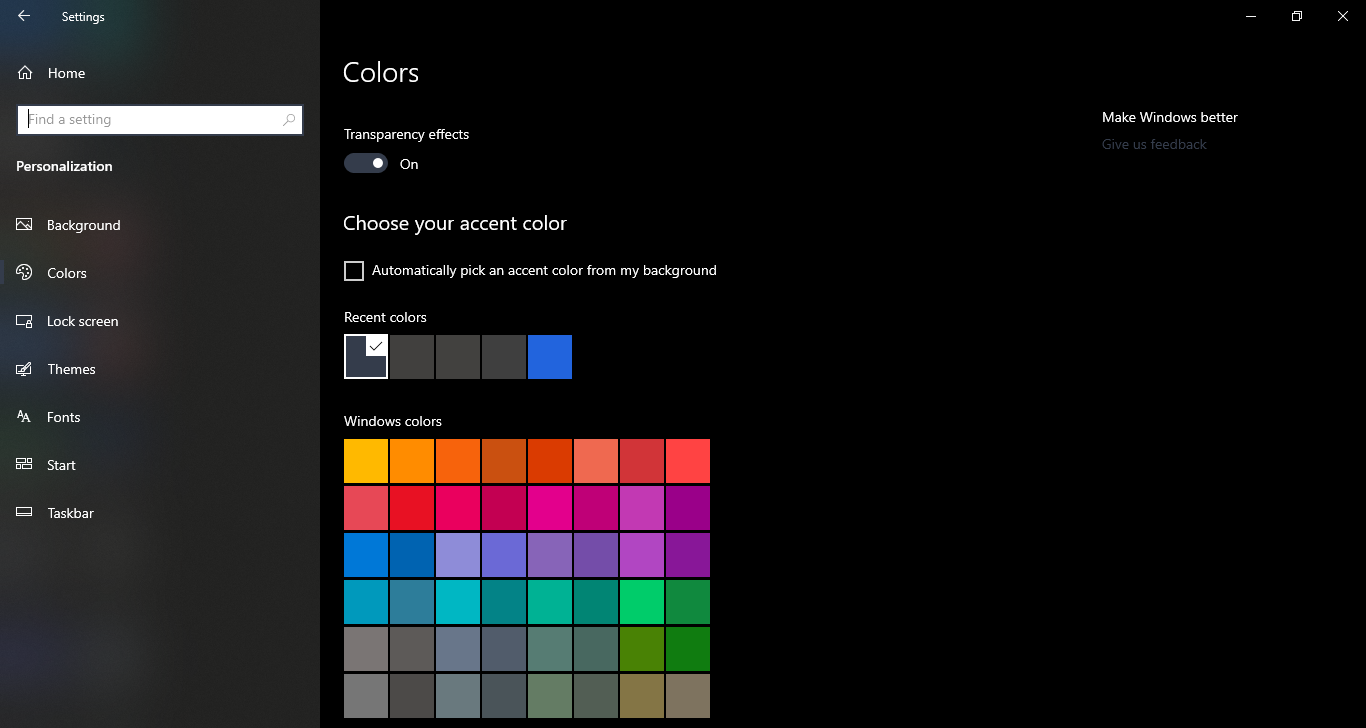 Settings
Home
Find a setting
Personalization
Background
Colors
Lock screen
Themes
Fonts
Start
Taskbar
Colors
Transparency effects
On
Choose your accent color
Automatically pick an accent color from my background
Recent colors
Windows colors
Make Windows better
Give us feedback